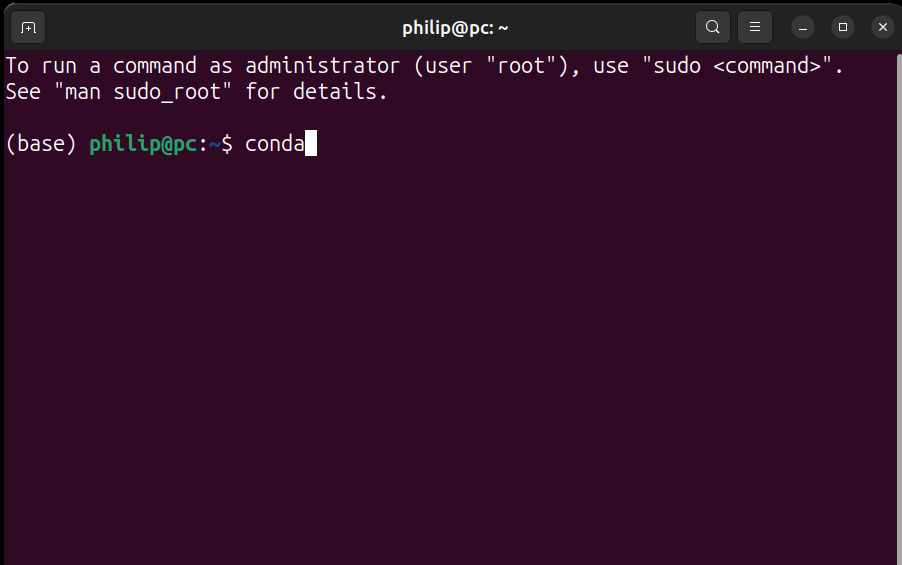 philip@pc: ~
To run a command as administrator (user "root"), use "sudo <command>".
See "man sudo_root" for details.
(base) philip@pc:~$ conda